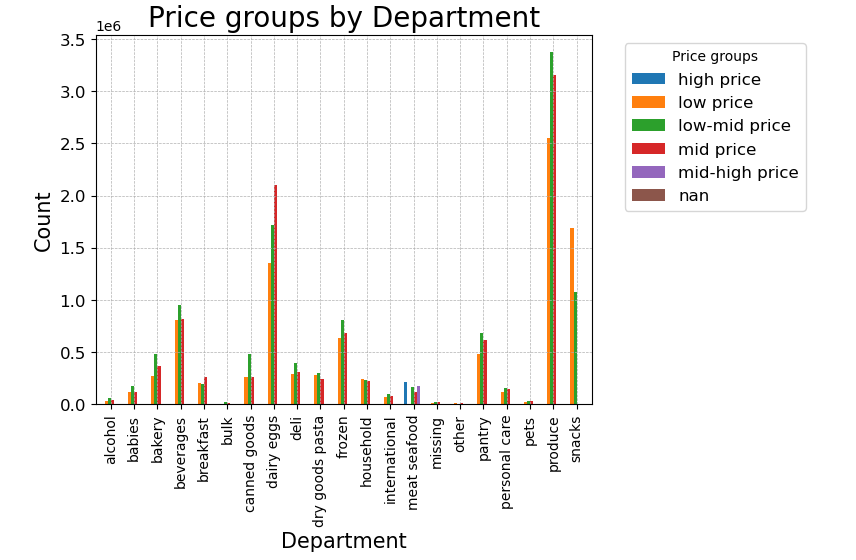 Price groups by Department
1e6
3.5
3.0
2.5
2.0
1.5
1.0
0.5
0.0
Count
alcohol
babies
bakery
beverages
breakfast
bulk
canned goods
dairy eggs
deli
dry goods pasta
frozen
household
international
meat seafood
missing
other
pantry
personal care
pets
produce
snacks
Department
Price groups
high price
low price
low-mid price
mid price
mid-high price
nan